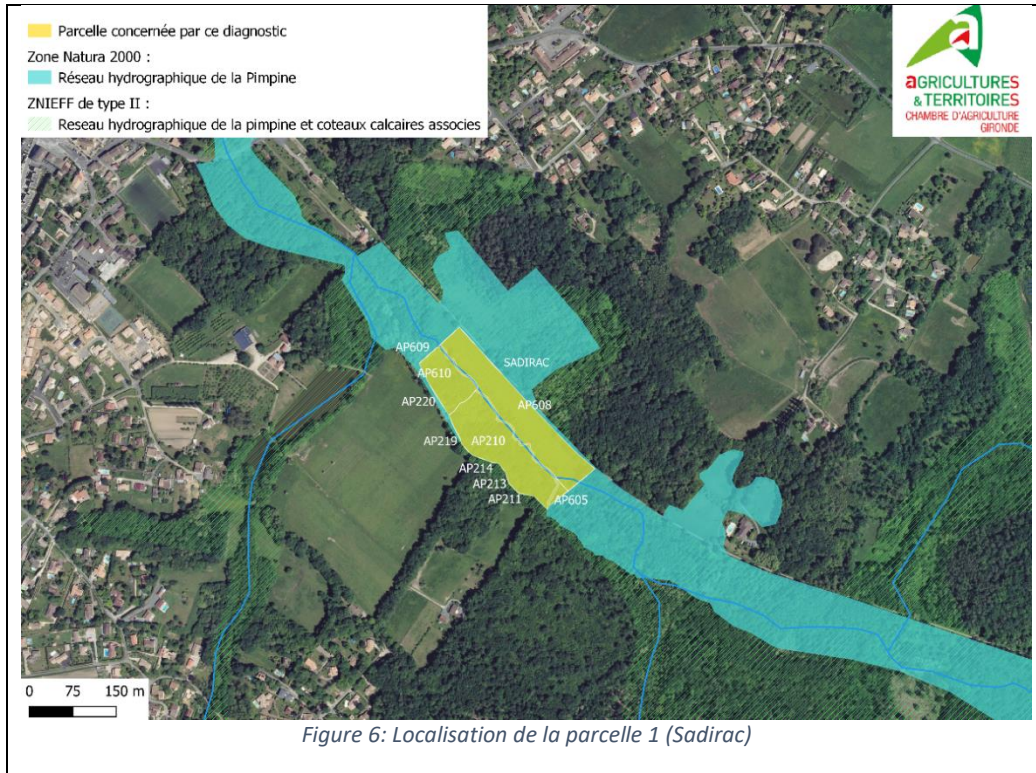 Parcelle concernée par ce diagnostic
Zone Natura 2000 :
Réseau hydrographique de la Pimpine
ZNIEFF de type II :
Reseau hydrographique de la pimpine et coteaux calcaires associes
aGRICULTURES
& TERRITOIRES
CHAMBRE D'AGRICULTURE
GIRONDE
AP609
SADIRAC
AP610
AP220
AP608
AP219
AP210
AP214
AP213
AP211
AP605
0 75 150 m
Figure 6: Localisation de la parcelle 1 (Sadirac)